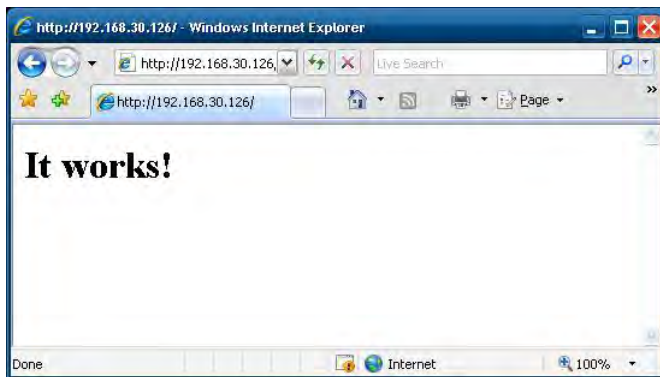 http://192.168.30.126/ - Windows Internet Explorer
http://192.168.30.126/
Live Search
http://192.168.30.126/
Page
»
It works!
Done
Internet
100%